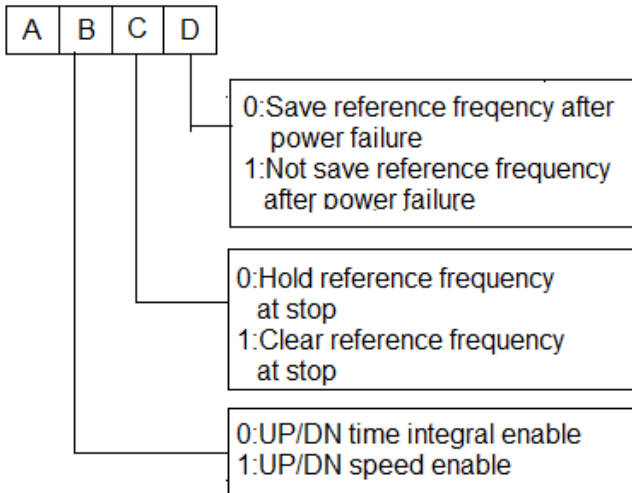 A B C D
0:Save reference freqency after
power failure
1:Not save reference frequency
after power failure
0:Hold reference frequency
at stop
1:Clear reference frequency
at stop
0:UP/DN time integral enable
1:UP/DN speed enable